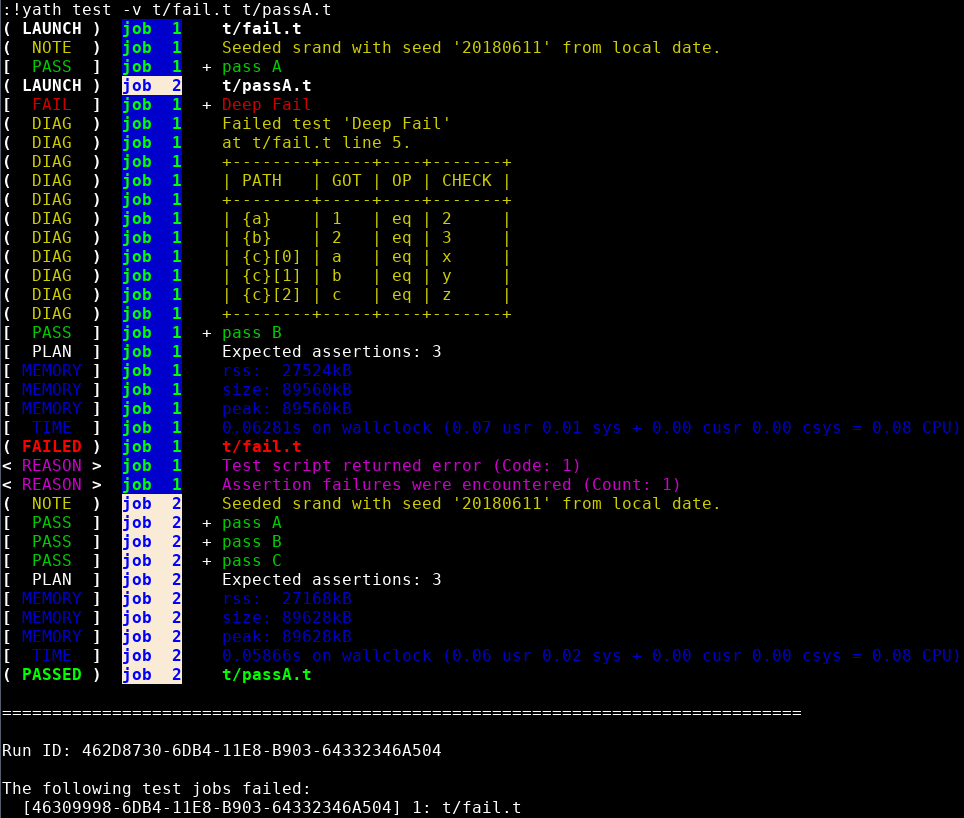 :!yath test -v t/fail.t t/passA.t
( LAUNCH )  job  1    t/fail.t
(  NOTE  )  job  1    Seeded srand with seed '20180611' from local date.
[  PASS  ]  job  1  + pass A
( LAUNCH )  job  2    t/passA.t
[  FAIL  ]  job  1  + Deep Fail
(  DIAG  )  job  1    Failed test 'Deep Fail'
(  DIAG  )  job  1    at t/fail.t line 5.
(  DIAG  )  job  1    +--------+-----+----+-------+
(  DIAG  )  job  1    | PATH   | GOT | OP | CHECK |
(  DIAG  )  job  1    +--------+-----+----+-------+
(  DIAG  )  job  1    | {a}    | 1   | eq | 2     |
(  DIAG  )  job  1    | {b}    | 2   | eq | 3     |
(  DIAG  )  job  1    | {c}[0] | a   | eq | x     |
(  DIAG  )  job  1    | {c}[1] | b   | eq | y     |
(  DIAG  )  job  1    | {c}[2] | c   | eq | z     |
(  DIAG  )  job  1    +--------+-----+----+-------+
[  PASS  ]  job  1  + pass B
[  PLAN  ]  job  1    Expected assertions: 3
[ MEMORY ]  job  1    rss:  27524kB
[ MEMORY ]  job  1    size: 89560kB
[ MEMORY ]  job  1    peak: 89560kB
[  TIME  ]  job  1    0.06281s on wallclock (0.07 usr 0.01 sys + 0.00 cusr 0.00 csys = 0.08 CPU)
( FAILED )  job  1    t/fail.t
< REASON >  job  1    Test script returned error (Code: 1)
< REASON >  job  1    Assertion failures were encountered (Count: 1)
(  NOTE  )  job  2    Seeded srand with seed '20180611' from local date.
[  PASS  ]  job  2  + pass A
[  PASS  ]  job  2  + pass B
[  PASS  ]  job  2  + pass C
[  PLAN  ]  job  2    Expected assertions: 3
[ MEMORY ]  job  2    rss:  27168kB
[ MEMORY ]  job  2    size: 89628kB
[ MEMORY ]  job  2    peak: 89628kB
[  TIME  ]  job  2    0.05866s on wallclock (0.06 usr 0.02 sys + 0.00 cusr 0.00 csys = 0.08 CPU)
( PASSED )  job  2    t/passA.t
================================================================================
Run ID: 462D8730-6DB4-11E8-B903-64332346A504
The following test jobs failed:
  [46309998-6DB4-11E8-B903-64332346A504] 1: t/fail.t